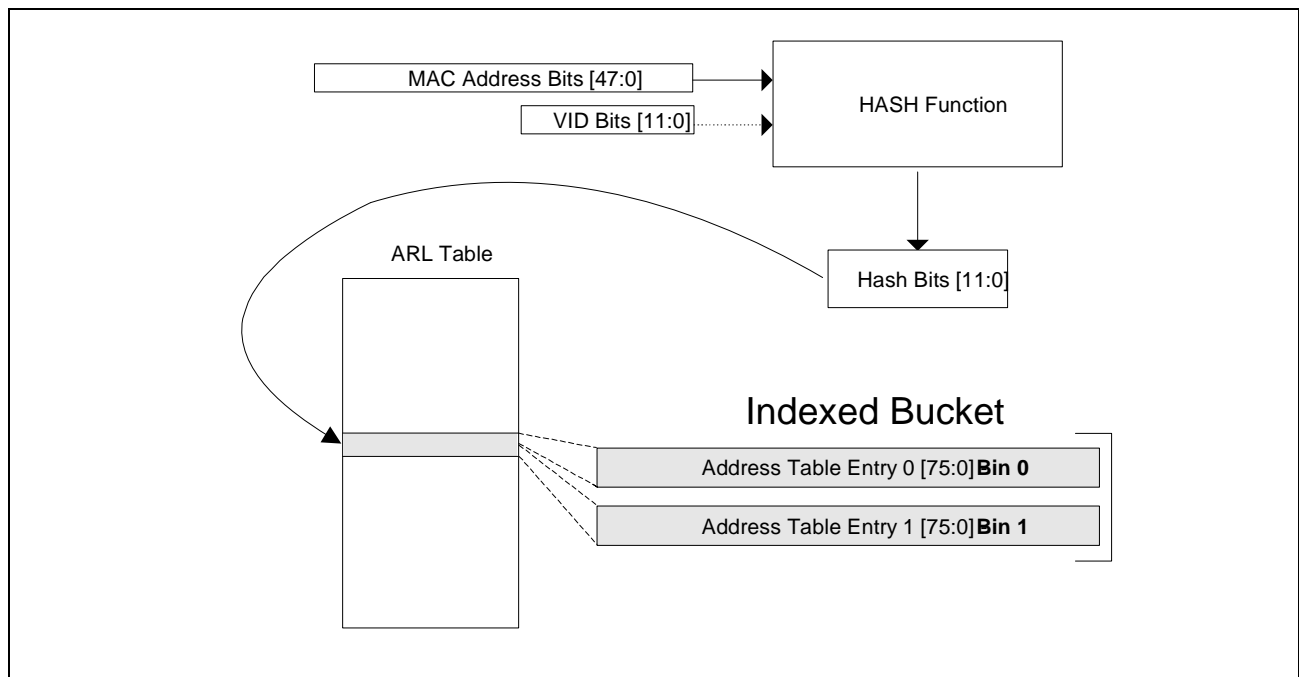 MAC Address Bits [47:0]
HASH Function
VID Bits [11:0]
ARL Table
Hash Bits [11:0]
Indexed Bucket
Address Table Entry 0 [75:0] Bin 0
Address Table Entry 1 [75:0] Bin 1